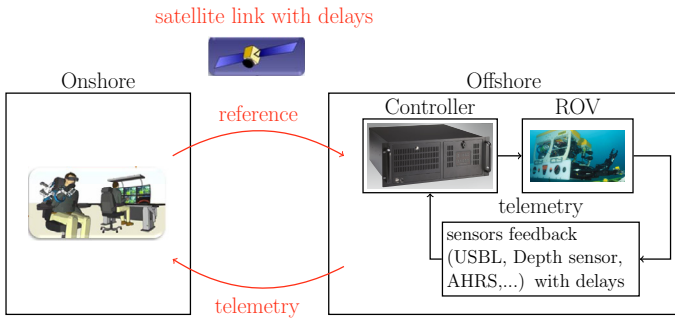 satellite link with delays
Onshore
Offshore
reference
Controller
ROV
telemetry
sensors feedback
(USBL, Depth sensor,
AHRS,...) with delays
telemetry